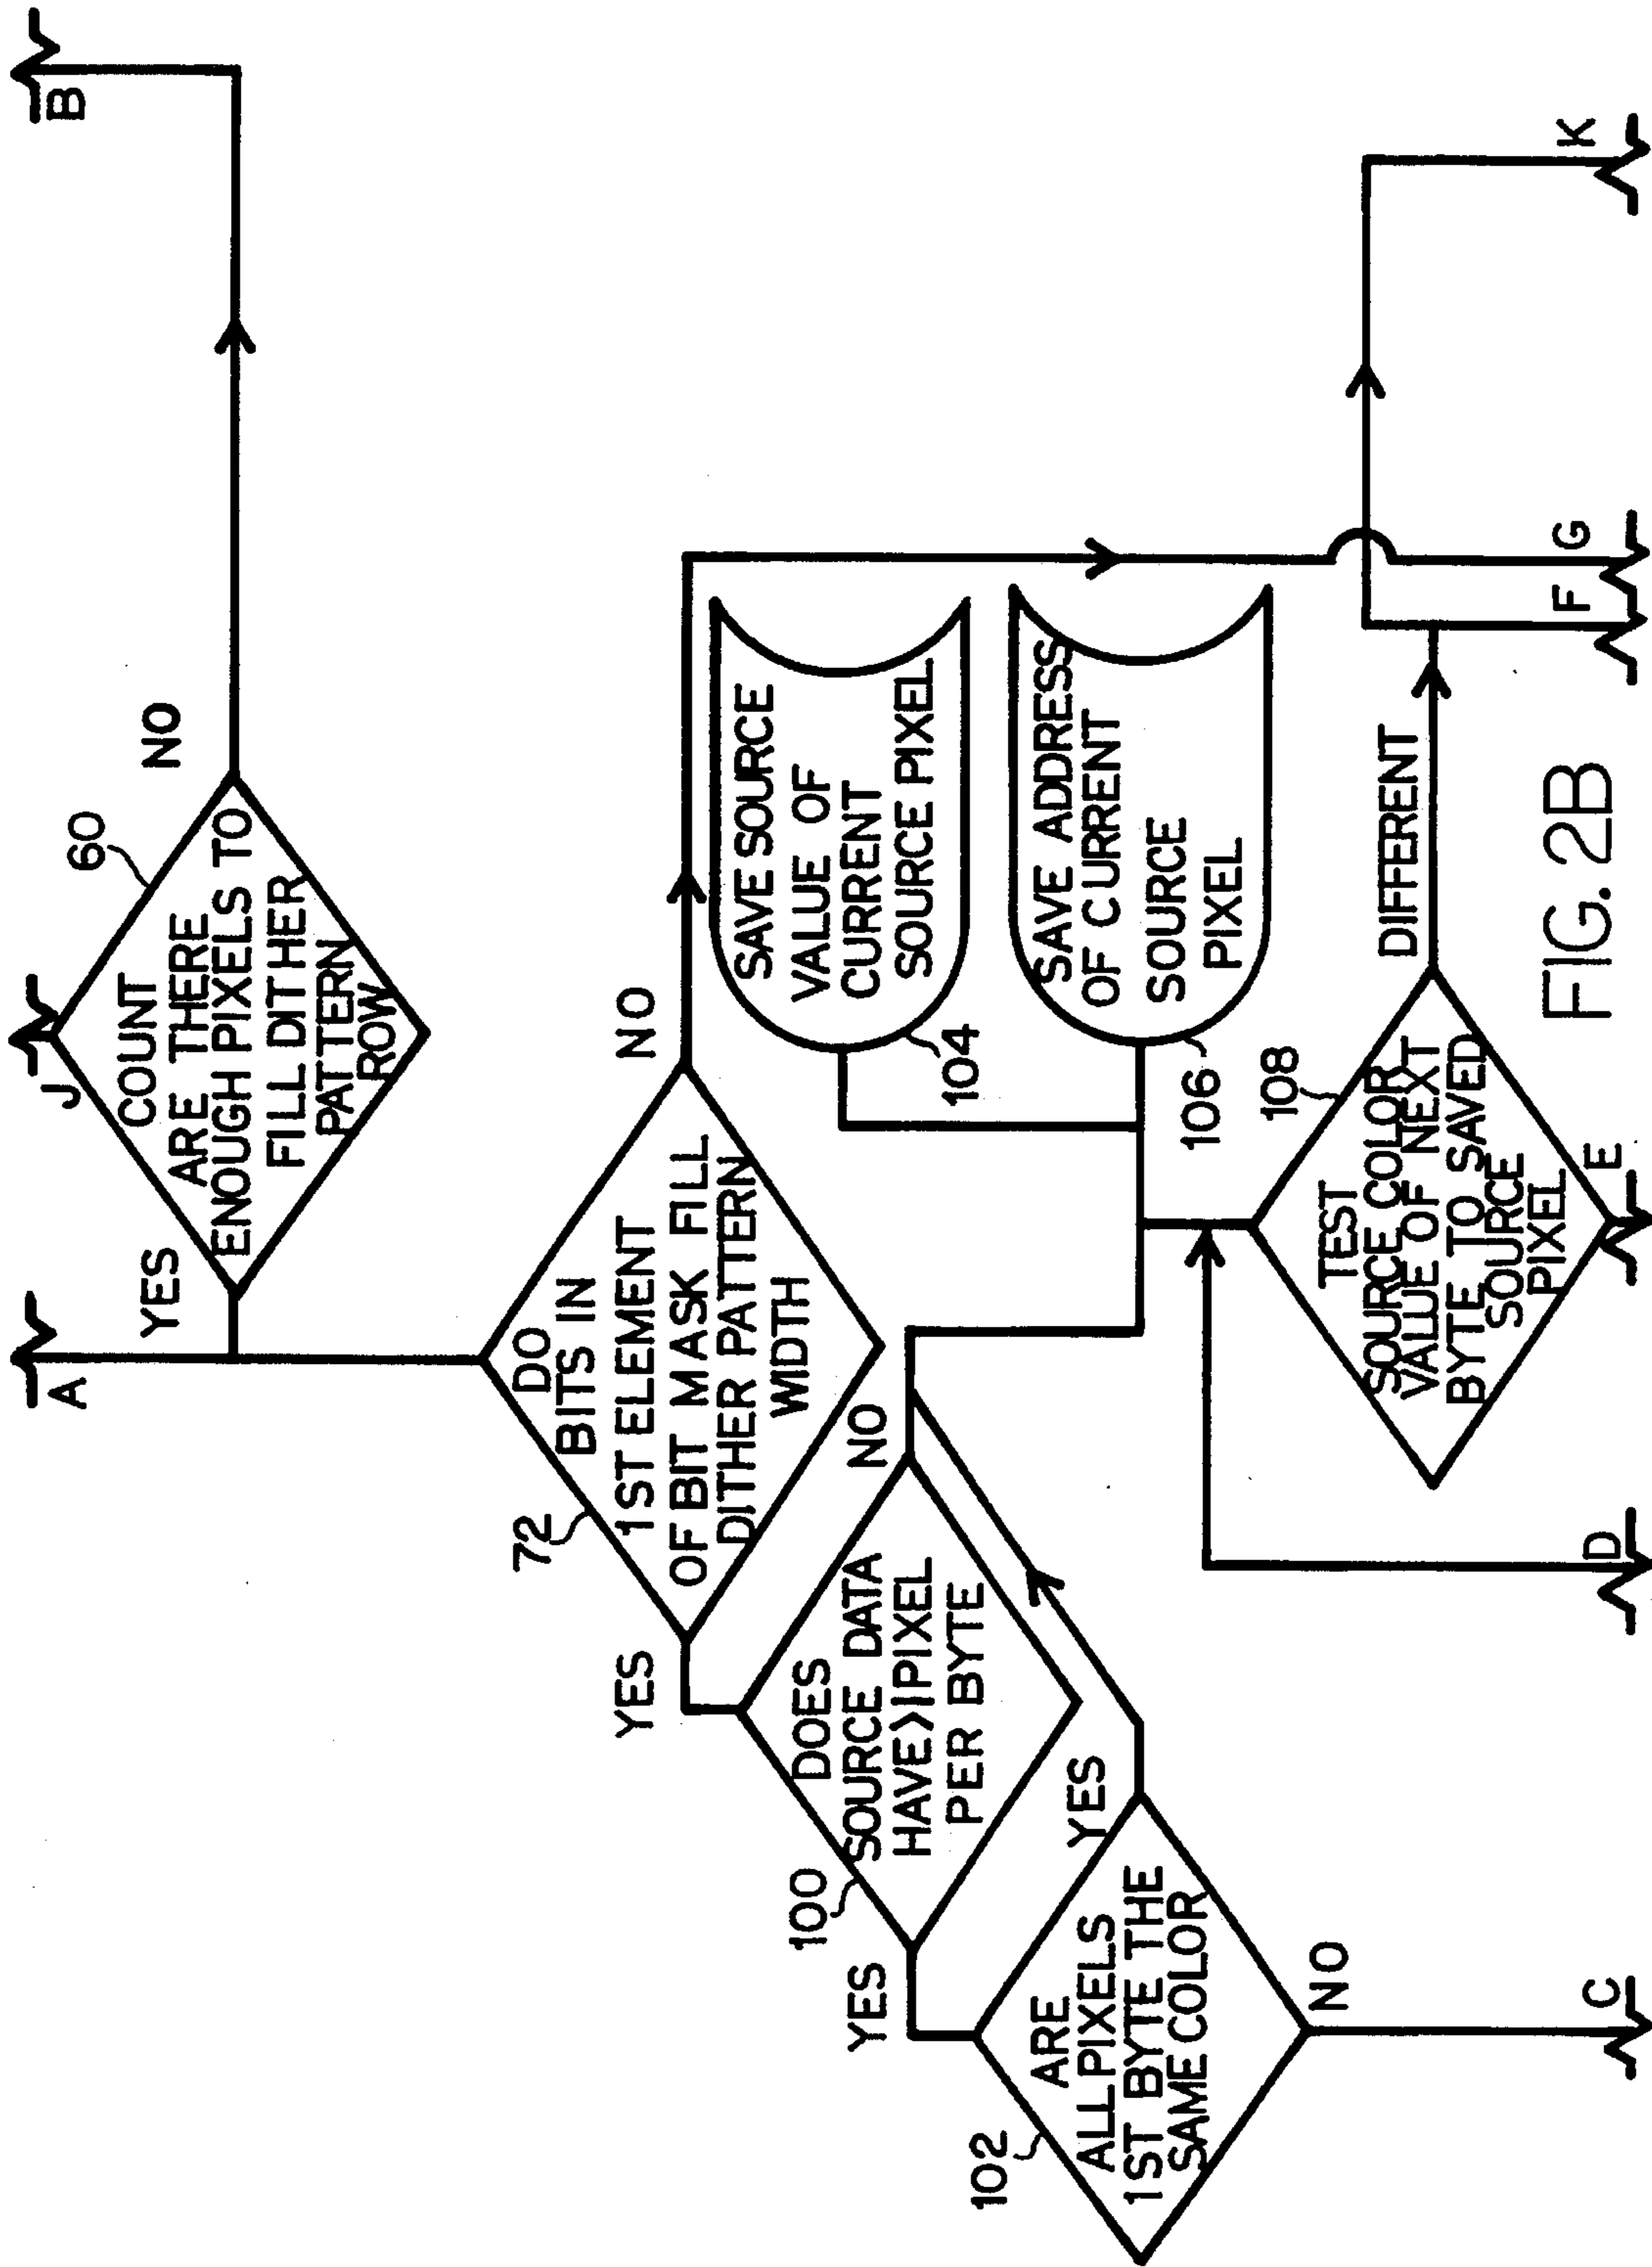 A
J
B
60
COUNT
ARE THERE
ENOUGH PIXELS TO
FILL DITHER
PATTERN
ROW
YES
NO
72
DO
BITS IN
1ST ELEMENT
OF BIT MASK FILL
DITHER PATTERN
WIDTH
YES
NO
100
DOES
SOURCE DATA
HAVE>1PIXEL
PER BYTE
YES
NO
102
ARE
ALL PIXELS
1ST BYTE THE
SAME COLOR
YES
NO
SAVE SOURCE
VALUE OF
CURRENT
SOURCE PIXEL
104
SAVE ADDRESS
OF CURRENT
SOURCE
PIXEL
106
108
TEST
SOURCE COLOR
VALUE OF NEXT
BYTE TO SAVED
SOURCE
PIXEL
DIFFERENT
C
D
E
F
G
K
FIG. 2B